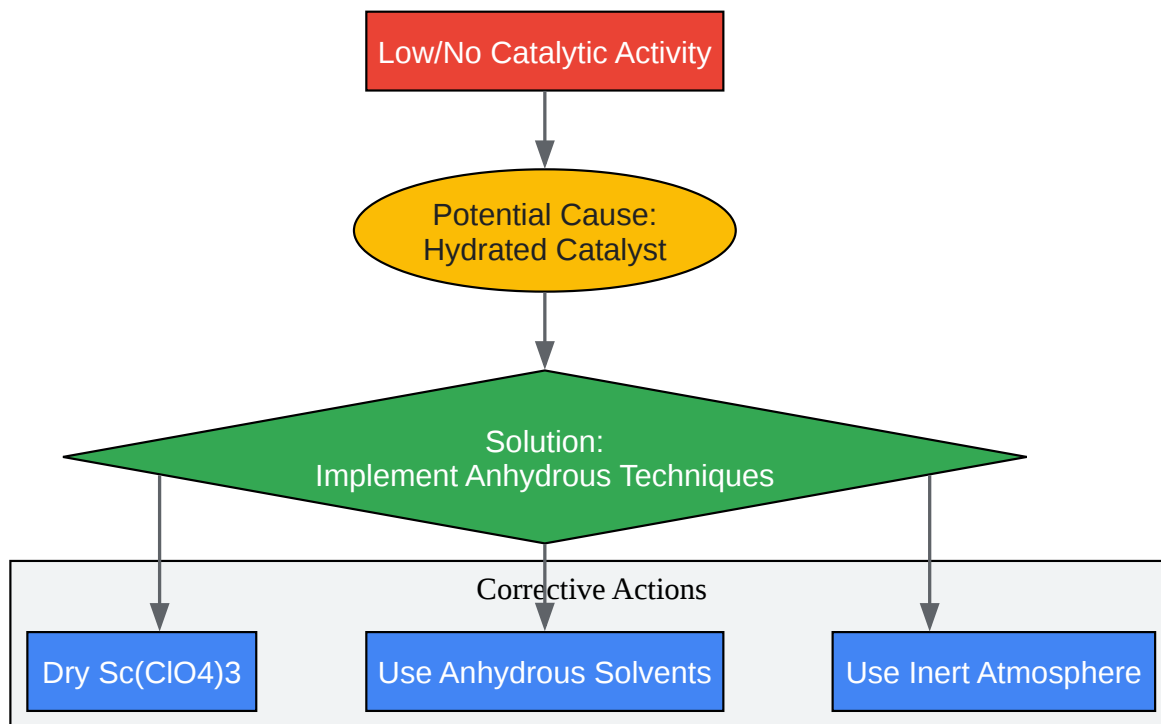 Low/No Catalytic Activity
Potential Cause:
Hydrated Catalyst
Solution:
Implement Anhydrous Techniques
Corrective Actions
Dry Sc(ClO4)3
Use Anhydrous Solvents
Use Inert Atmosphere